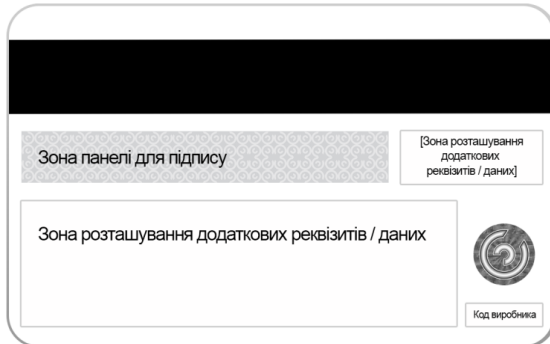 Зона панелі для підпису
[Зона розташування
додаткових
реквізитів / даних]
Зона розташування додаткових реквізитів / даних
Код виробника